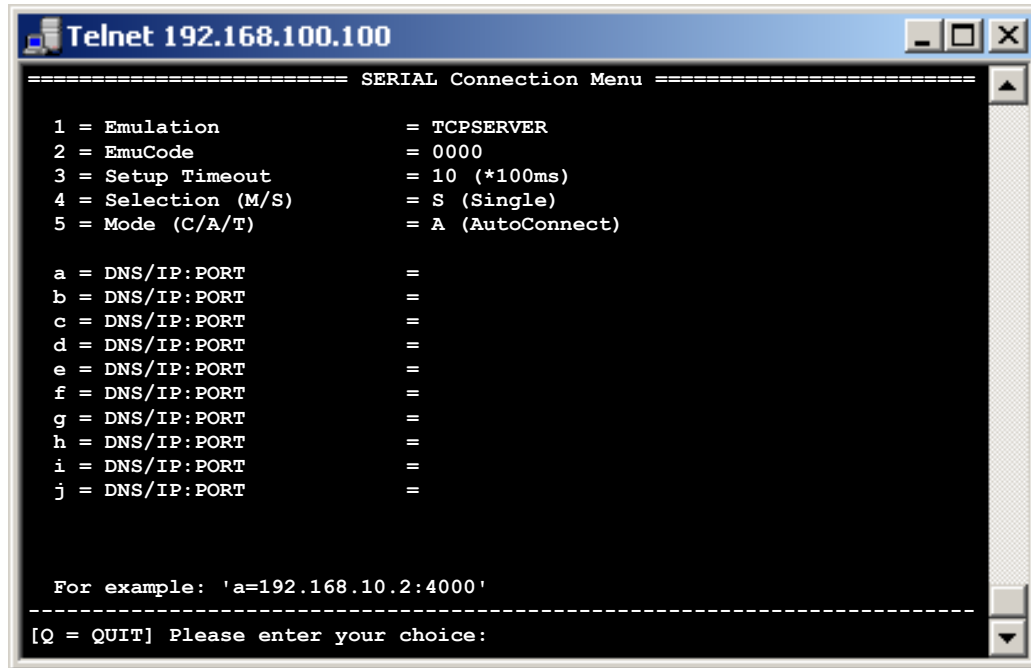 Telnet 192.168.100.100
========================= SERIAL Connection Menu =========================
1 = Emulation = TCPSERVER
2 = EmuCode = 0000
3 = Setup Timeout = 10 (*100ms)
4 = Selection (M/S) = S (Single)
5 = Mode (C/A/T) = A (AutoConnect)
a = DNS/IP:PORT =
b = DNS/IP:PORT =
c = DNS/IP:PORT =
d = DNS/IP:PORT =
e = DNS/IP:PORT =
f = DNS/IP:PORT =
g = DNS/IP:PORT =
h = DNS/IP:PORT =
i = DNS/IP:PORT =
j = DNS/IP:PORT =
For example: 'a=192.168.10.2:4000'
--------------------------------------------------------------------------
[Q = QUIT] Please enter your choice: